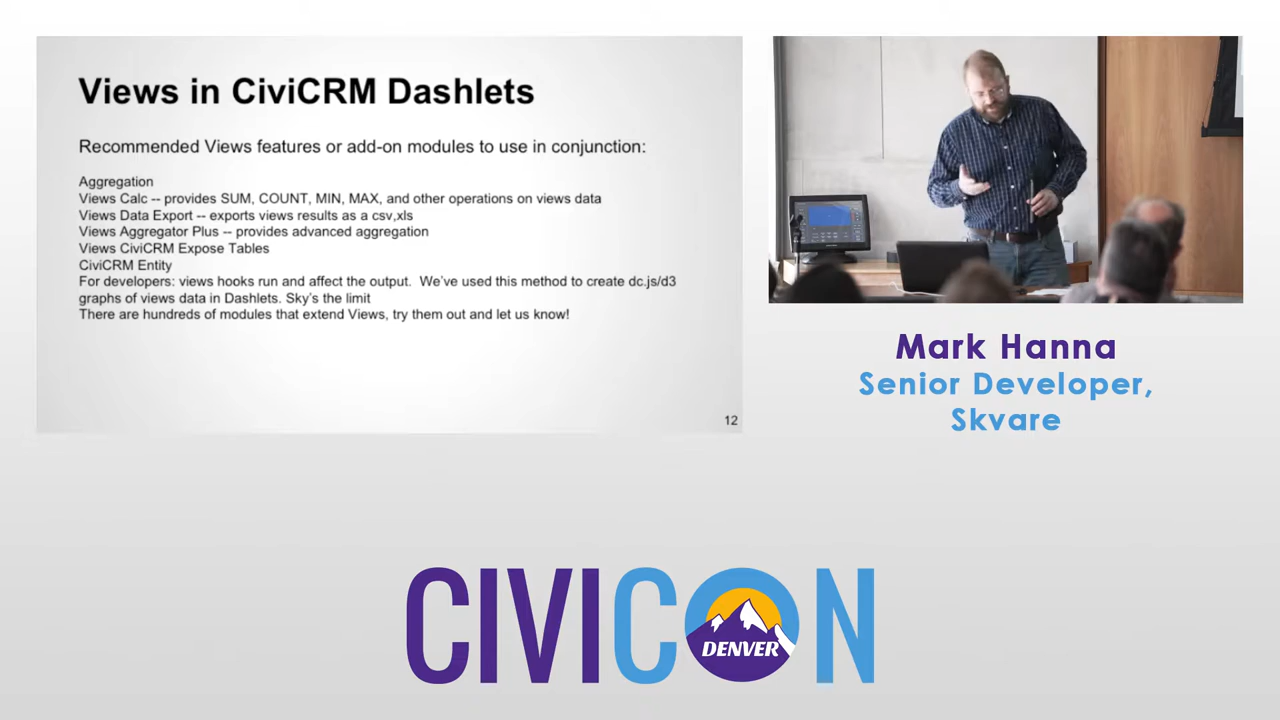 Views in CiviCRM Dashlets
Recommended Views features or add-on modules to use in conjunction:
Aggregation
Views Calc -- provides SUM, COUNT, MIN, MAX, and other operations on views data
Views Data Export -- exports views results as a csv,xls
Views Aggregator Plus -- provides advanced aggregation
Views CiviCRM Expose Tables
CiviCRM Entity
For developers: views hooks run and affect the output.  We've used this method to create dc.js/d3
graphs of views data in Dashlets. Sky's the limit
There are hundreds of modules that extend Views, try them out and let us know!
12
Mark Hanna
Senior Developer,
Skvare
CIVICON
DENVER